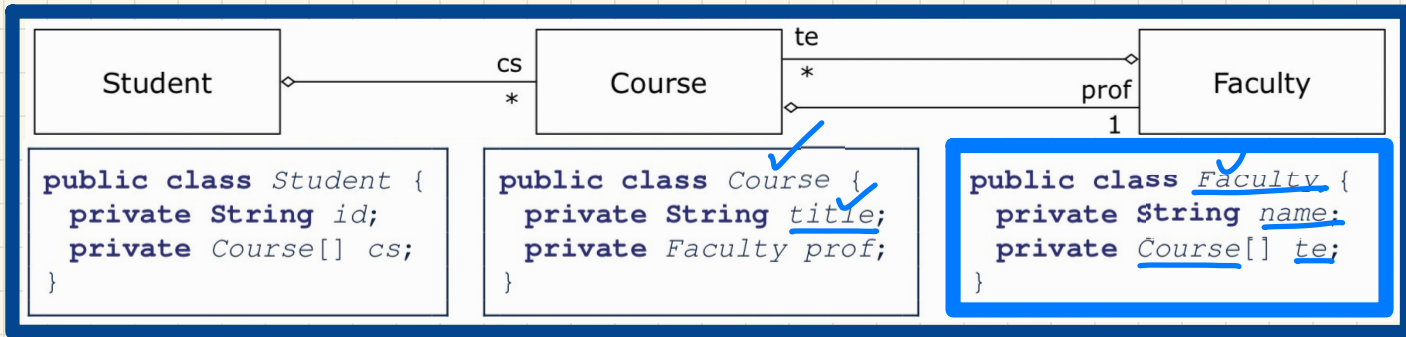 Student
cs
*
Course
te
*
prof
1
Faculty
public class Student {
private String id;
private Course[] cs;
}
public class Course {
private String title;
private Faculty prof;
}
public class Faculty {
private String name;
private Course[] te;
}